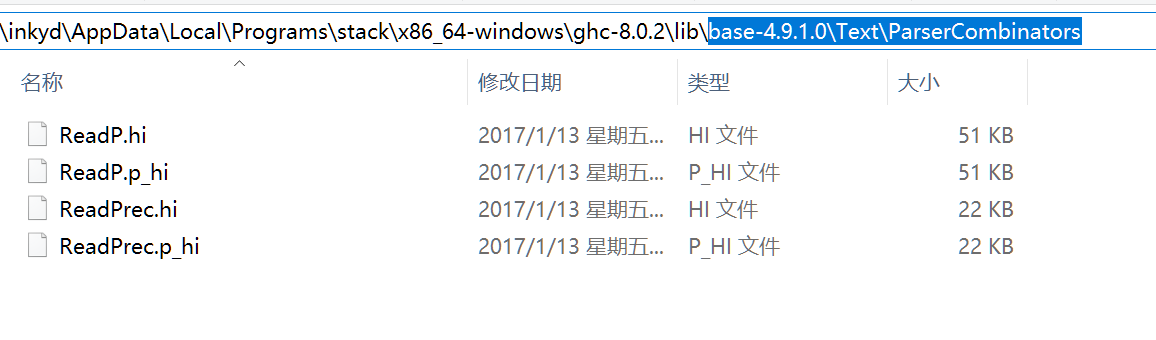 \inkyd\AppData\Local\Programs\stack\x86_64-windows\ghc-8.0.2\lib\base-4.9.1.0\Text\ParserCombinators
名称 修改日期 类型 大小
ReadP.hi 2017/1/13 星期五... HI 文件 51 KB
ReadP.p_hi 2017/1/13 星期五... P_HI 文件 51 KB
ReadPrec.hi 2017/1/13 星期五... HI 文件 22 KB
ReadPrec.p_hi 2017/1/13 星期五... P_HI 文件 22 KB